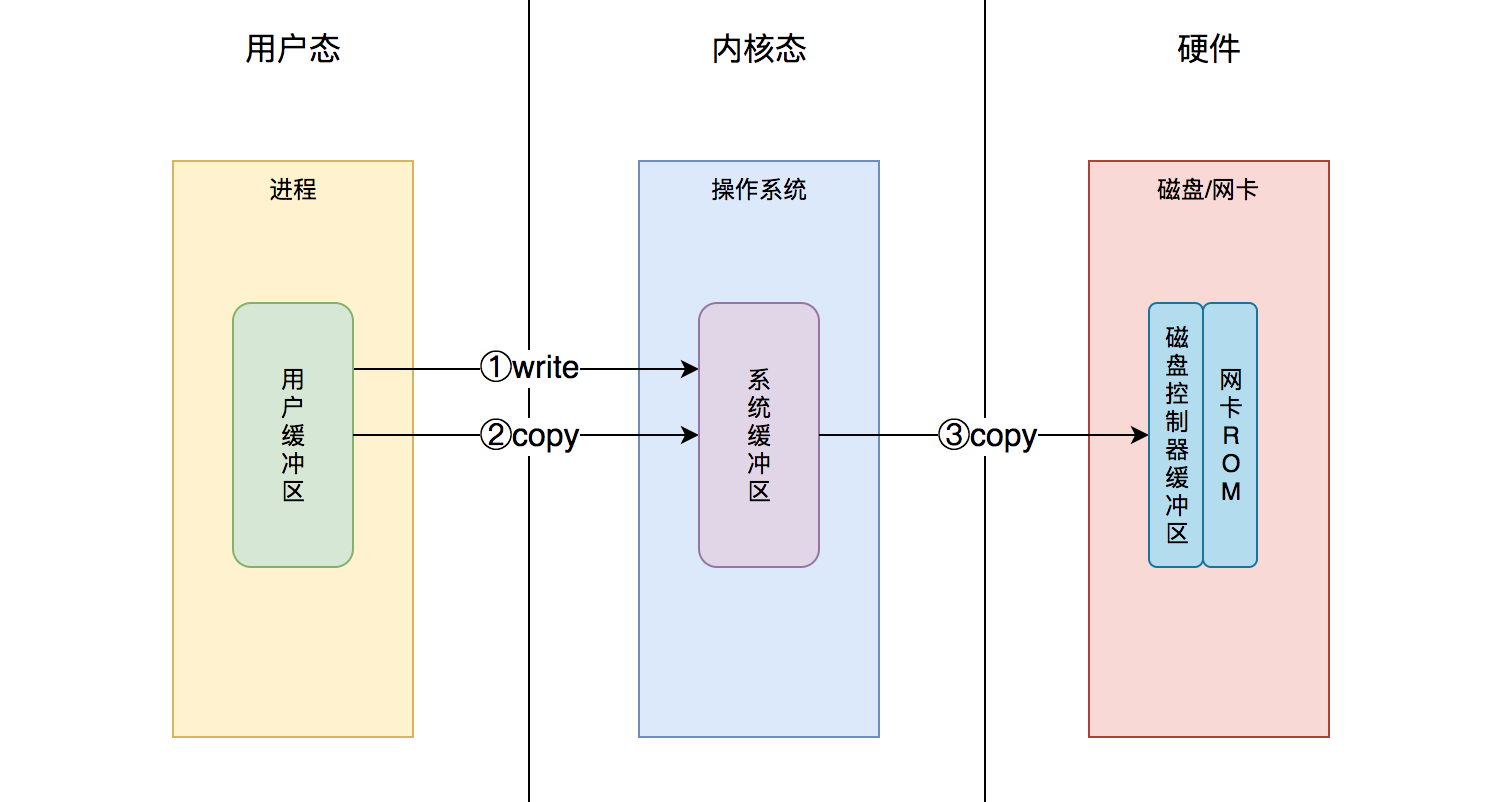 用户态
内核态
硬件
进程
操作系统
磁盘/网卡
用户缓冲区
①write
②copy
系统缓冲区
③copy
磁盘控制器缓冲区
网卡ROM